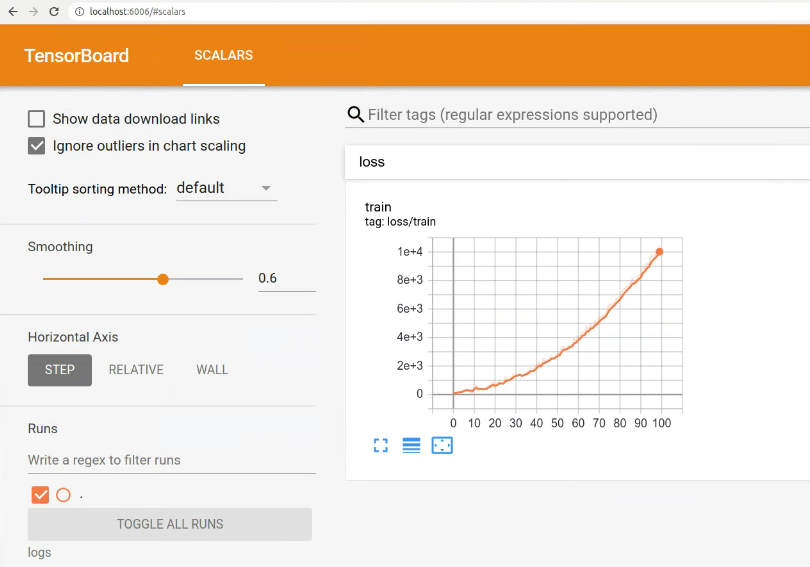 localhost:6006/#scalars
TensorBoard
SCALARS
Show data download links
Ignore outliers in chart scaling
Tooltip sorting method: default
Smoothing
0.6
Horizontal Axis
STEP RELATIVE WALL
Runs
Write a regex to filter runs
.
TOGGLE ALL RUNS
logs
Filter tags (regular expressions supported)
loss
train
tag: loss/train
1e+4
8e+3
6e+3
4e+3
2e+3
0
0 10 20 30 40 50 60 70 80 90 100